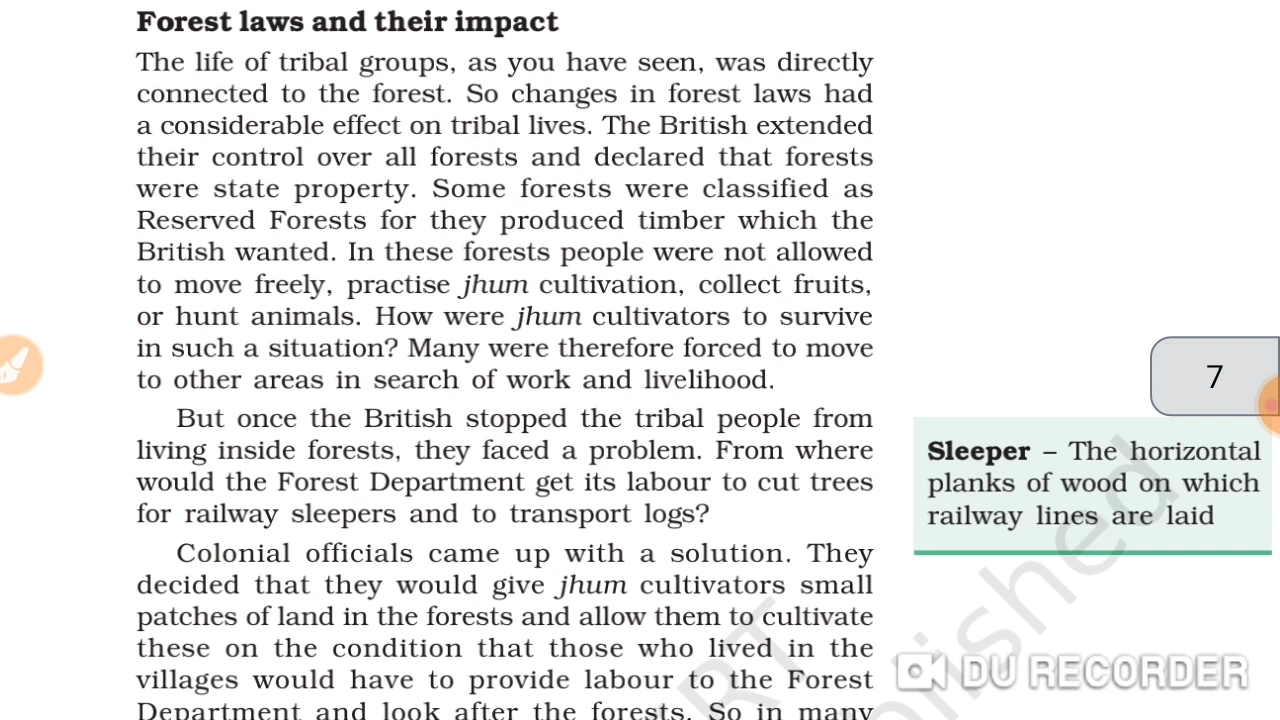 Forest laws and their impact
The life of tribal groups, as you have seen, was directly
connected to the forest. So changes in forest laws had
a considerable effect on tribal lives. The British extended
their control over all forests and declared that forests
were state property. Some forests were classified as
Reserved Forests for they produced timber which the
British wanted. In these forests people were not allowed
to move freely, practise jhum cultivation, collect fruits,
or hunt animals. How were jhum cultivators to survive
in such a situation? Many were therefore forced to move
to other areas in search of work and livelihood.
But once the British stopped the tribal people from
living inside forests, they faced a problem. From where
would the Forest Department get its labour to cut trees
for railway sleepers and to transport logs?
Colonial officials came up with a solution. They
decided that they would give jhum cultivators small
patches of land in the forests and allow them to cultivate
these on the condition that those who lived in the
villages would have to provide labour to the Forest
Department and look after the forests. So in many
7
Sleeper – The horizontal
planks of wood on which
railway lines are laid
DU RECORDER